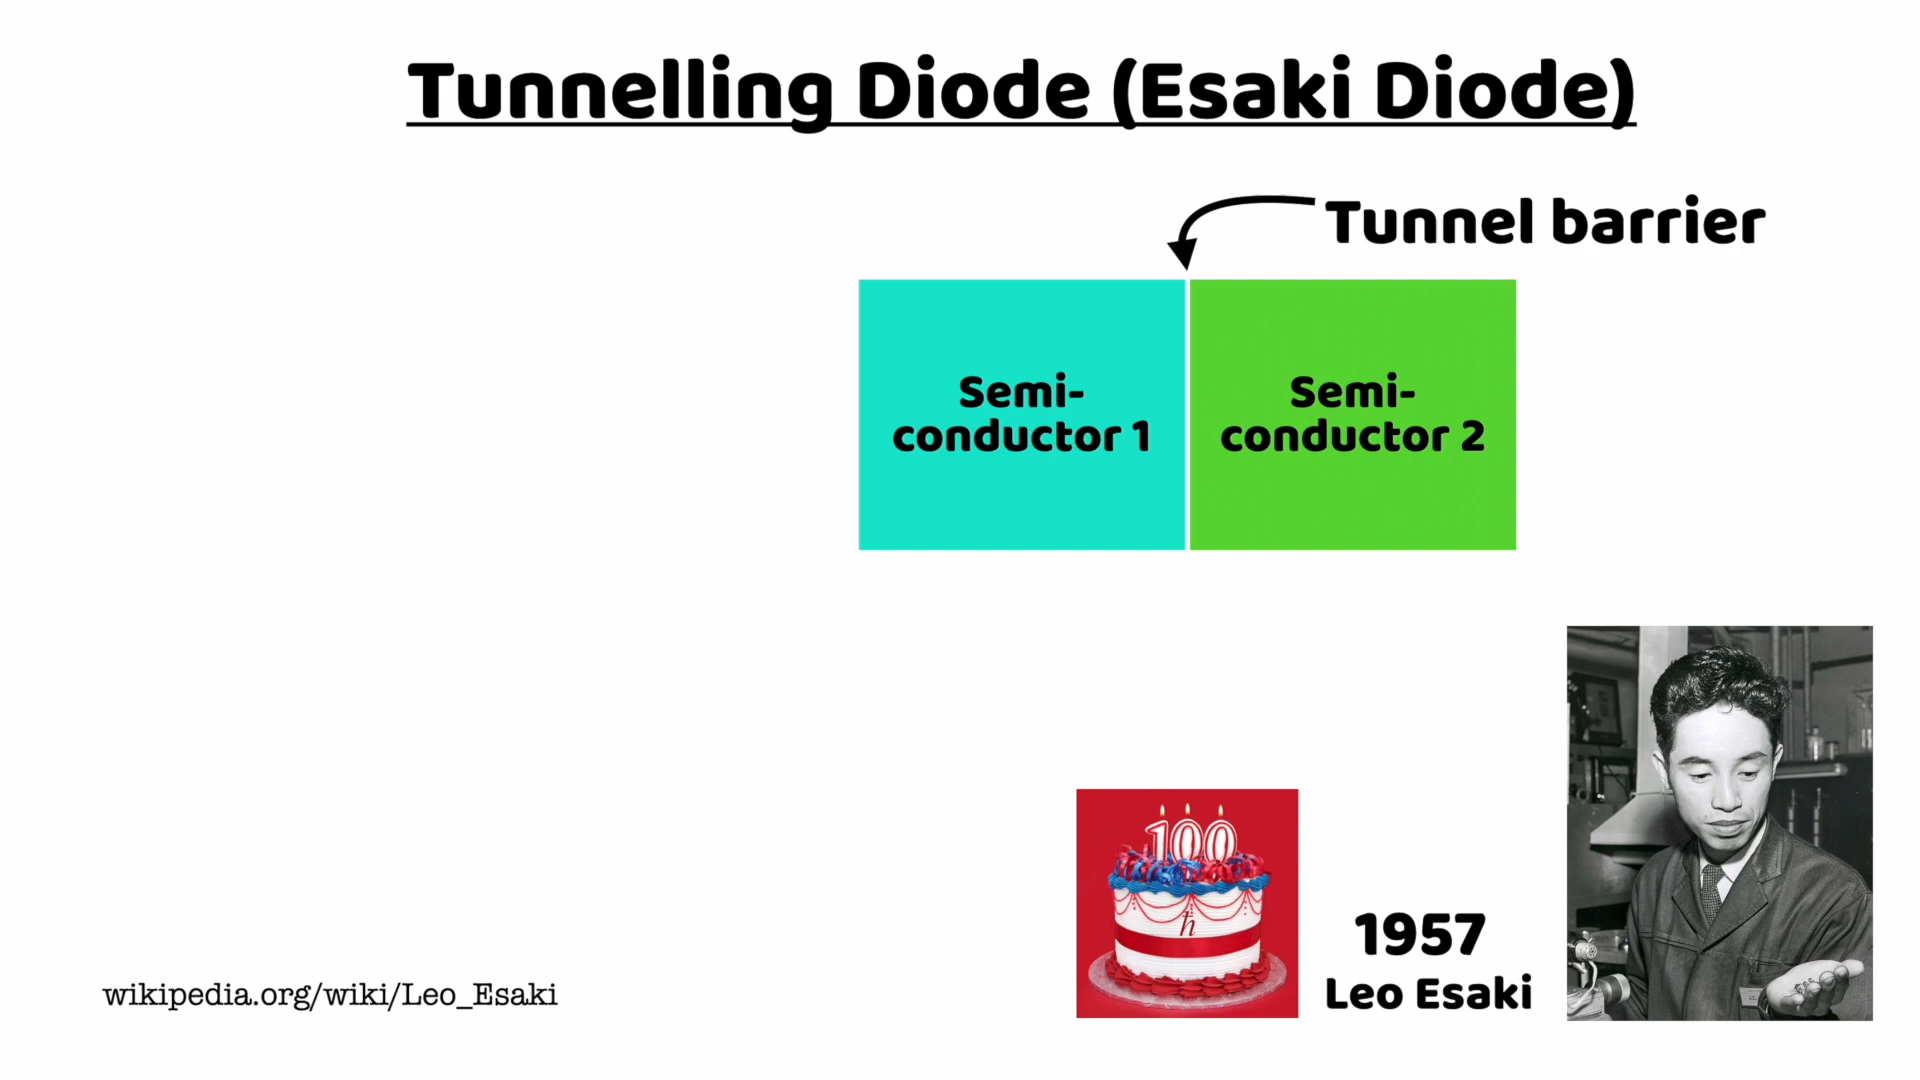 Tunnelling Diode (Esaki Diode)
Tunnel barrier
Semi-
conductor 1
Semi-
conductor 2
100
ħ
1957
Leo Esaki
wikipedia.org/wiki/Leo_Esaki